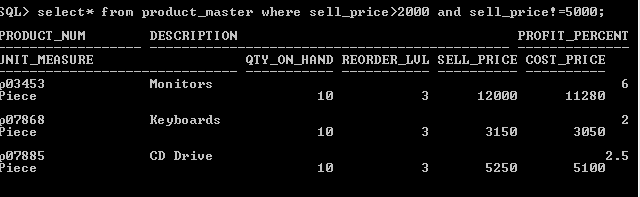 SQL> select* from product_master where sell_price>2000 and sell_price!=5000;
PRODUCT_NUM DESCRIPTION PROFIT_PERCENT
UNIT_MEASURE QTY_ON_HAND REORDER_LVL SELL_PRICE COST_PRICE
p03453 Monitors 6
Piece 10 3 12000 11280
p07868 Keyboards 2
Piece 10 3 3150 3050
p07885 CD Drive 2.5
Piece 10 3 5250 5100